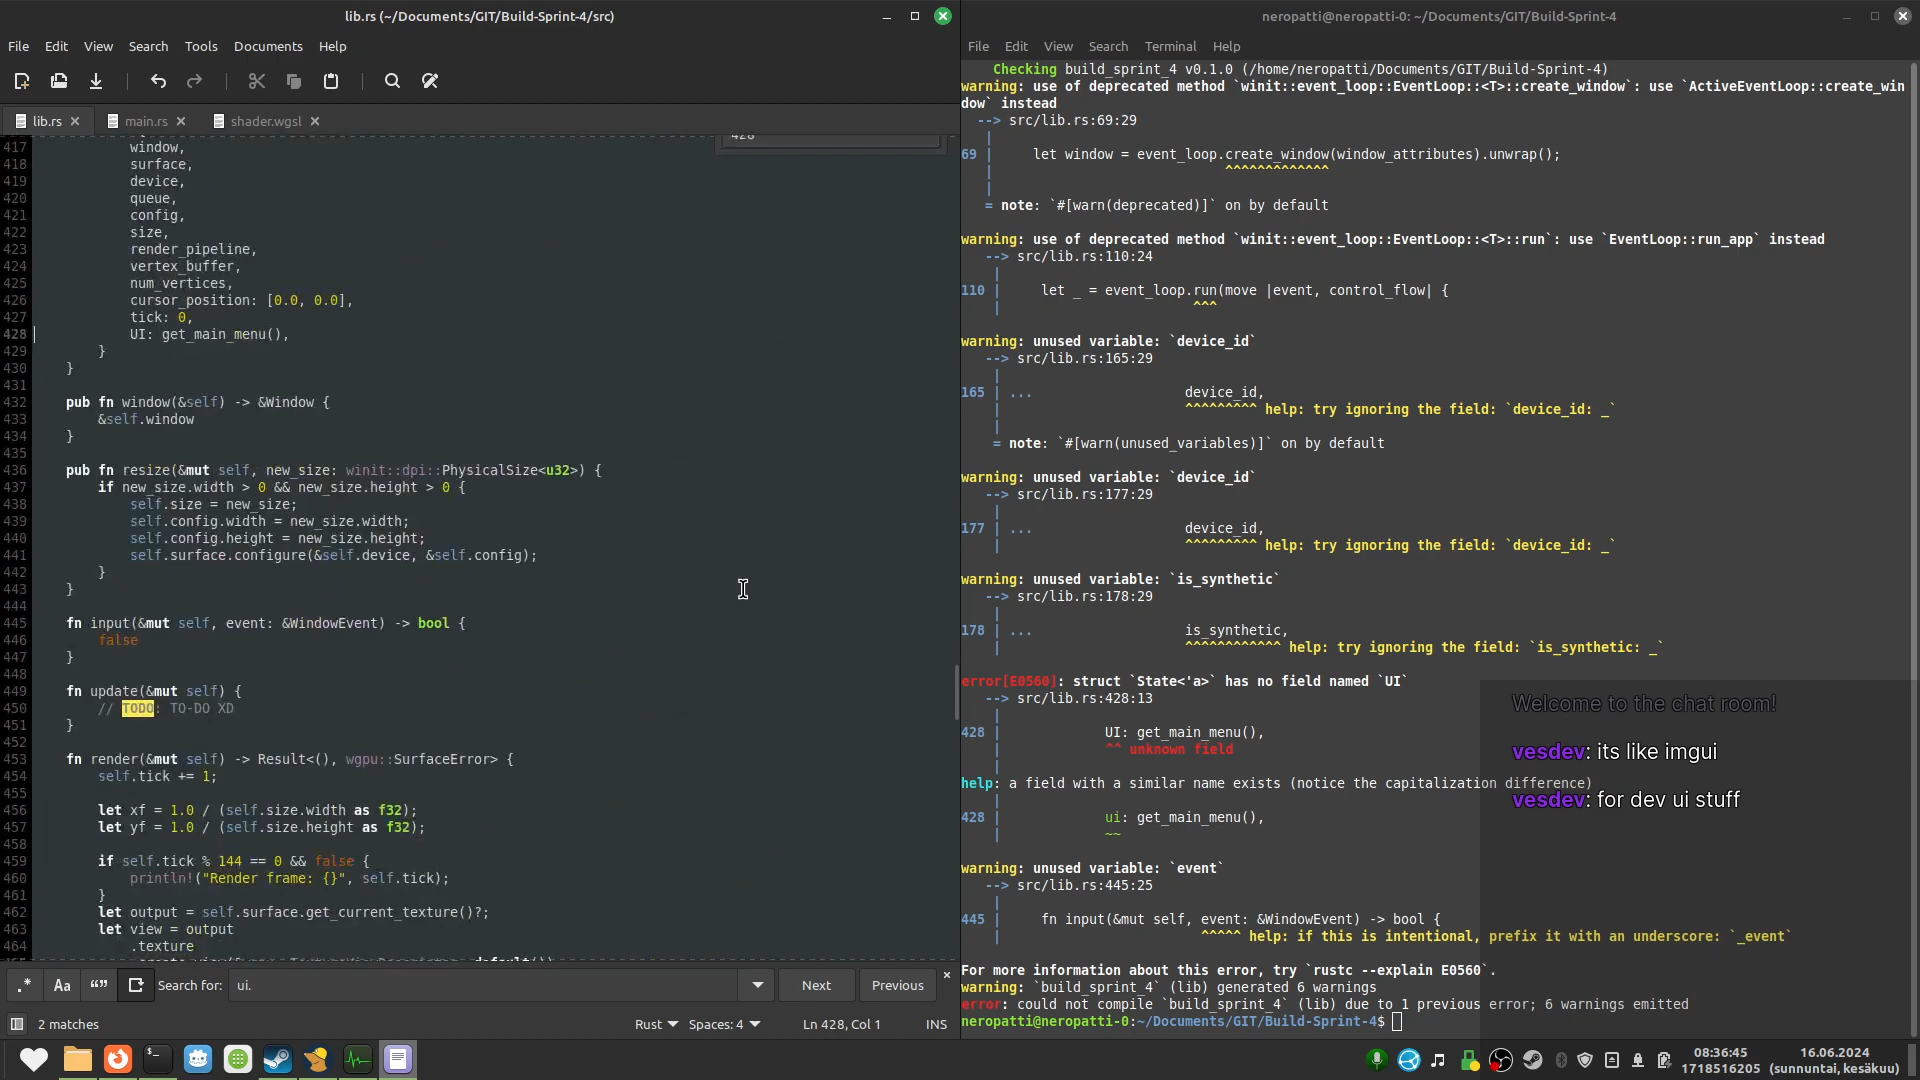 lib.rs (~/Documents/GIT/Build-Sprint-4/src)
File Edit View Search Tools Documents Help
lib.rs main.rs shader.wgsl
428
417 window,
418 surface,
419 device,
420 queue,
421 config,
422 size,
423 render_pipeline,
424 vertex_buffer,
425 num_vertices,
426 cursor_position: [0.0, 0.0],
427 tick: 0,
428 UI: get_main_menu(),
429 }
430 }
431
432 pub fn window(&self) -> &Window {
433 &self.window
434 }
435
436 pub fn resize(&mut self, new_size: winit::dpi::PhysicalSize<u32>) {
437 if new_size.width > 0 && new_size.height > 0 {
438 self.size = new_size;
439 self.config.width = new_size.width;
440 self.config.height = new_size.height;
441 self.surface.configure(&self.device, &self.config);
442 }
443 }
444
445 fn input(&mut self, event: &WindowEvent) -> bool {
446 false
447 }
448
449 fn update(&mut self) {
450 // TODO: TO-DO XD
451 }
452
453 fn render(&mut self) -> Result<(), wgpu::SurfaceError> {
454 self.tick += 1;
455
456 let xf = 1.0 / (self.size.width as f32);
457 let yf = 1.0 / (self.size.height as f32);
458
459 if self.tick % 144 == 0 && false {
460 println!("Render frame: {}", self.tick);
461 }
462 let output = self.surface.get_current_texture()?;
463 let view = output
464 .texture
.* Aa “” Search for: ui. Next Previous
2 matches Rust Spaces: 4 Ln 428, Col 1 INS
neropatti@neropatti-0: ~/Documents/GIT/Build-Sprint-4
File Edit View Search Terminal Help
Checking build_sprint_4 v0.1.0 (/home/neropatti/Documents/GIT/Build-Sprint-4)
warning: use of deprecated method `winit::event_loop::EventLoop::<T>::create_window`: use `ActiveEventLoop::create_win
dow` instead
--> src/lib.rs:69:29
|
69 | let window = event_loop.create_window(window_attributes).unwrap();
| ^^^^^^^^^^^^^
|
= note: `#[warn(deprecated)]` on by default
warning: use of deprecated method `winit::event_loop::EventLoop::<T>::run`: use `EventLoop::run_app` instead
--> src/lib.rs:110:24
|
110 | let _ = event_loop.run(move |event, control_flow| {
| ^^^
warning: unused variable: `device_id`
--> src/lib.rs:165:29
|
165 | ... device_id,
| ^^^^^^^^^ help: try ignoring the field: `device_id: _`
|
= note: `#[warn(unused_variables)]` on by default
warning: unused variable: `device_id`
--> src/lib.rs:177:29
|
177 | ... device_id,
| ^^^^^^^^^ help: try ignoring the field: `device_id: _`
warning: unused variable: `is_synthetic`
--> src/lib.rs:178:29
|
178 | ... is_synthetic,
| ^^^^^^^^^^^^ help: try ignoring the field: `is_synthetic: _`
error[E0560]: struct `State<'a>` has no field named `UI`
--> src/lib.rs:428:13
|
428 | UI: get_main_menu(),
| ^^ unknown field
|
help: a field with a similar name exists (notice the capitalization difference)
|
428 | ui: get_main_menu(),
| ~~
warning: unused variable: `event`
--> src/lib.rs:445:25
|
445 | fn input(&mut self, event: &WindowEvent) -> bool {
| ^^^^^ help: if this is intentional, prefix it with an underscore: `_event`
For more information about this error, try `rustc --explain E0560`.
warning: `build_sprint_4` (lib) generated 6 warnings
error: could not compile `build_sprint_4` (lib) due to 1 previous error; 6 warnings emitted
neropatti@neropatti-0:~/Documents/GIT/Build-Sprint-4$
Welcome to the chat room!
vesdev: its like imgui
vesdev: for dev ui stuff
08:36:45 16.06.2024
1718516205 (sunnuntai, kesäkuu)